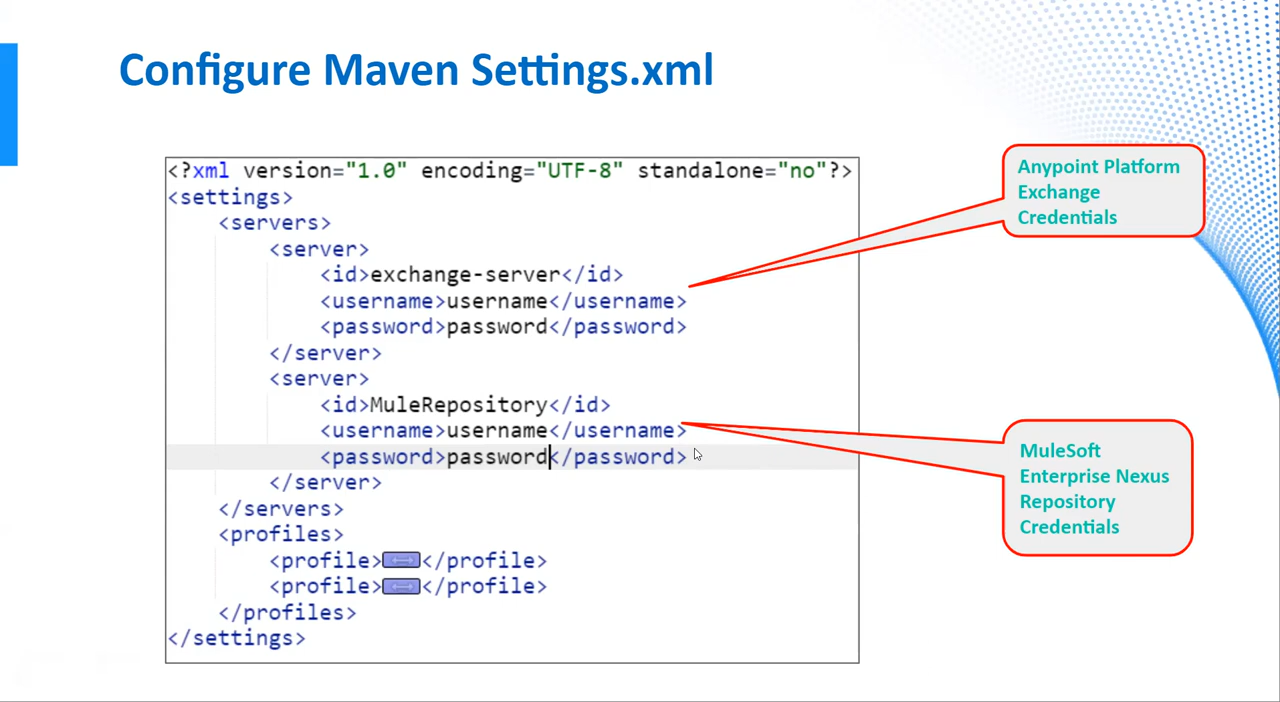 Configure Maven Settings.xml
<?xml version="1.0" encoding="UTF-8" standalone="no"?>
<settings>
<servers>
<server>
<id>exchange-server</id>
<username>username</username>
<password>password</password>
</server>
<server>
<id>MuleRepository</id>
<username>username</username>
<password>password</password>
</server>
</servers>
<profiles>
<profile></profile>
<profile></profile>
</profiles>
</settings>
Anypoint Platform
Exchange
Credentials
MuleSoft
Enterprise Nexus
Repository
Credentials